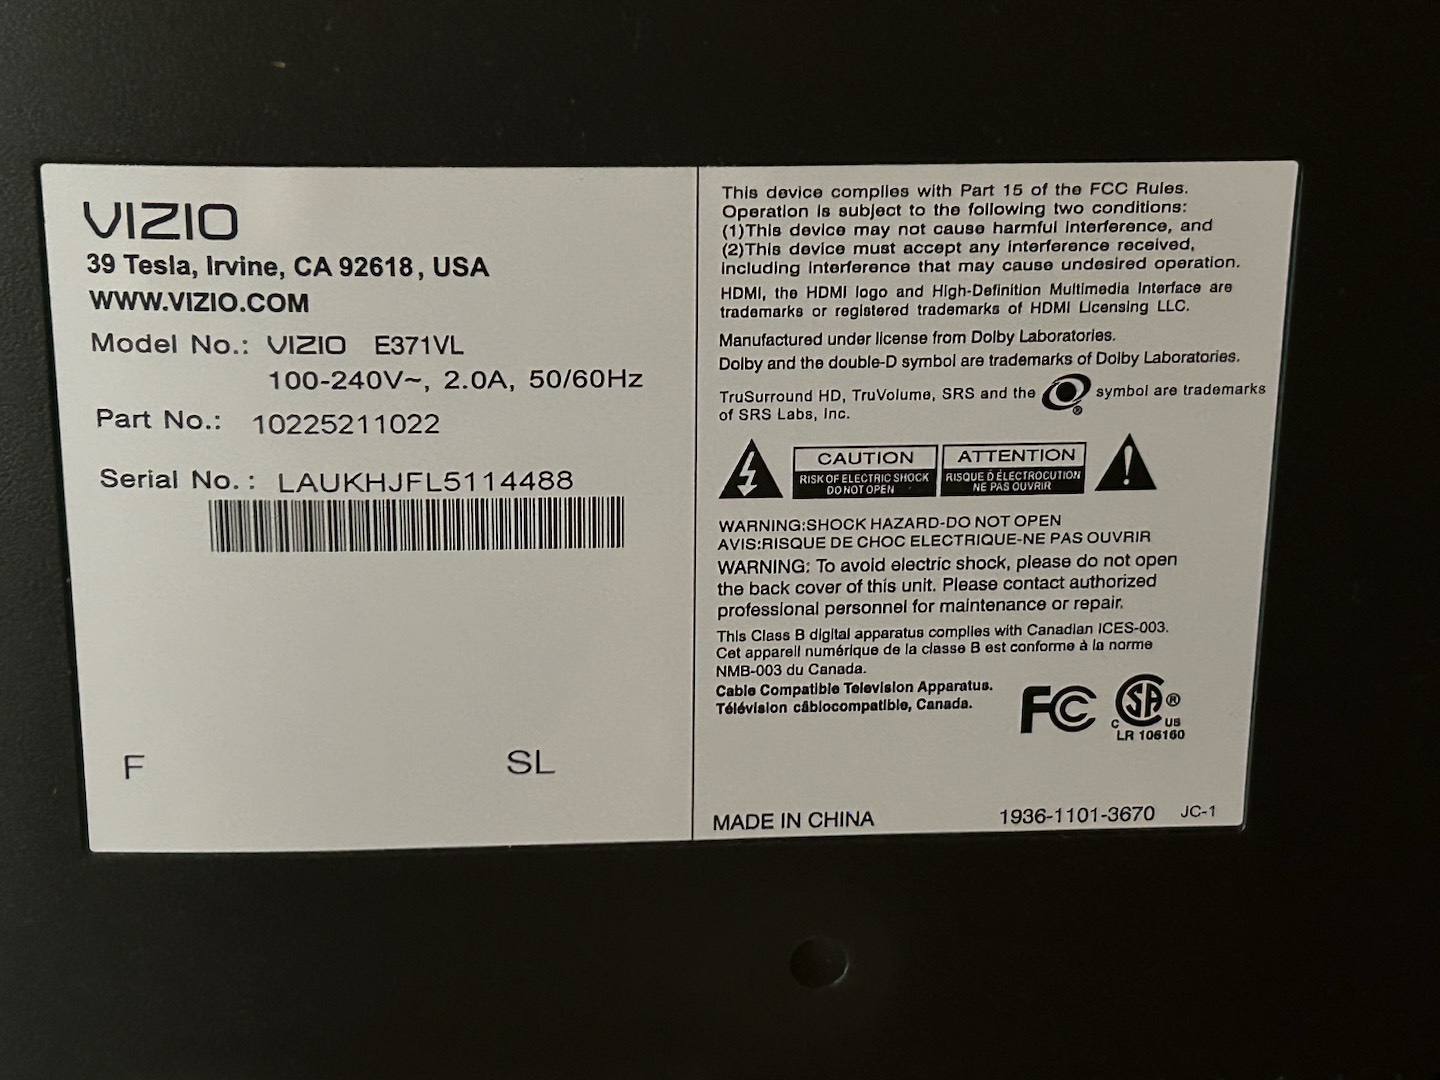 VIZIO
39 Tesla, Irvine, CA 92618, USA
WWW.VIZIO.COM
Model No.: VIZIO E371VL
100-240V~, 2.0A, 50/60Hz
Part No.: 10225211022
Serial No.: LAUKHJFL5114488
F SL
This device complies with Part 15 of the FCC Rules.
Operation is subject to the following two conditions:
(1)This device may not cause harmful interference, and
(2)This device must accept any interference received,
including interference that may cause undesired operation.
HDMI, the HDMI logo and High-Definition Multimedia Interface are
trademarks or registered trademarks of HDMI Licensing LLC.
Manufactured under license from Dolby Laboratories.
Dolby and the double-D symbol are trademarks of Dolby Laboratories.
TruSurround HD, TruVolume, SRS and the ® symbol are trademarks
of SRS Labs, Inc.
CAUTION
RISK OF ELECTRIC SHOCK
DO NOT OPEN
ATTENTION
RISQUE D ÉLECTROCUTION
NE PAS OUVRIR
WARNING:SHOCK HAZARD-DO NOT OPEN
AVIS:RISQUE DE CHOC ELECTRIQUE-NE PAS OUVRIR
WARNING: To avoid electric shock, please do not open
the back cover of this unit. Please contact authorized
professional personnel for maintenance or repair.
This Class B digital apparatus complies with Canadian ICES-003.
Cet appareil numérique de la classe B est conforme à la norme
NMB-003 du Canada.
Cable Compatible Television Apparatus.
Télévision câblocompatible, Canada.
FC
C SA ® US
LR 106160
MADE IN CHINA 1936-1101-3670 JC-1